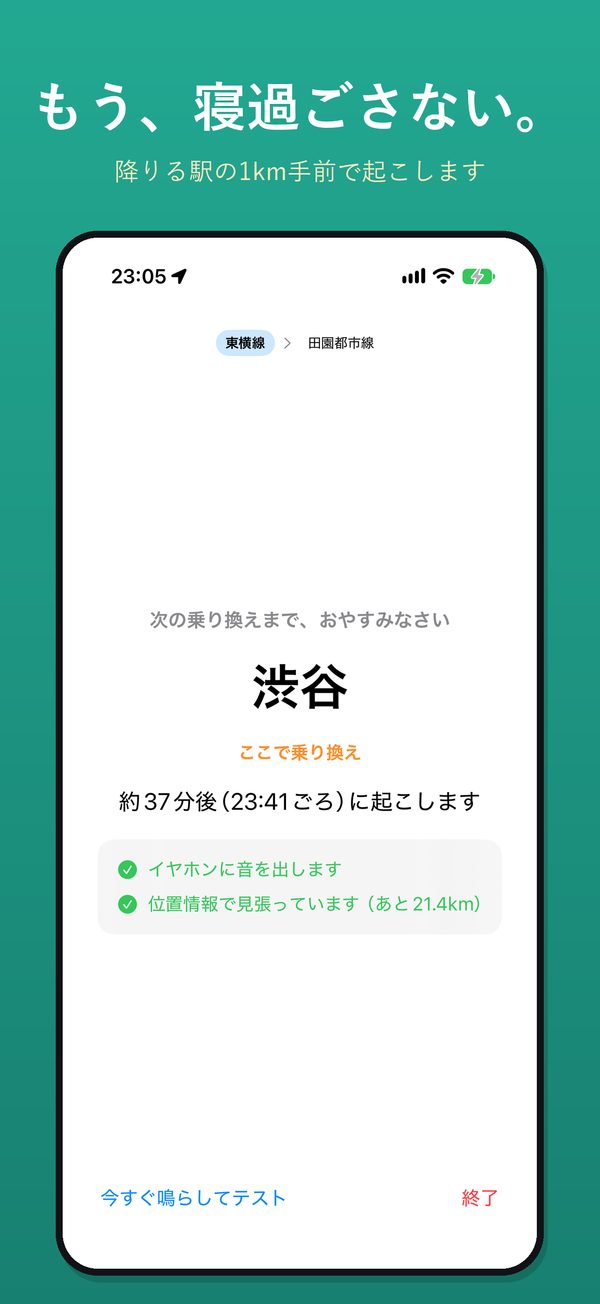 もう、寝過ごさない。
降りる駅の1km手前で起こします
23:05
東横線 > 田園都市線
次の乗り換えまで、おやすみなさい
渋谷
ここで乗り換え
約37分後(23:41ごろ)に起こします
イヤホンに音を出します
位置情報で見張っています(あと21.4km)
今すぐ鳴らしてテスト 終了